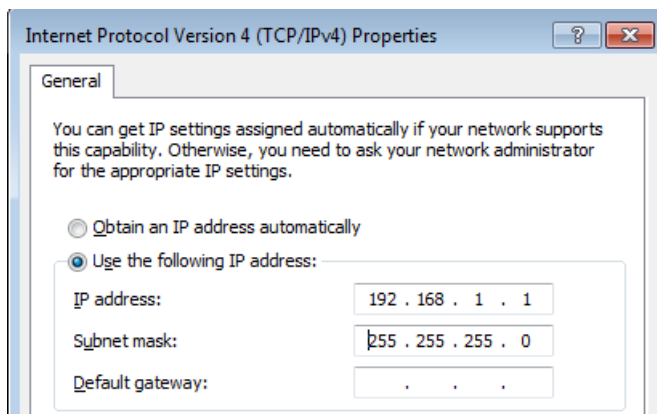 Internet Protocol Version 4 (TCP/IPv4) Properties
General
You can get IP settings assigned automatically if your network supports
this capability. Otherwise, you need to ask your network administrator
for the appropriate IP settings.
Obtain an IP address automatically
Use the following IP address:
IP address: 192 . 168 . 1 . 1
Subnet mask: 255 . 255 . 255 . 0
Default gateway: . . .